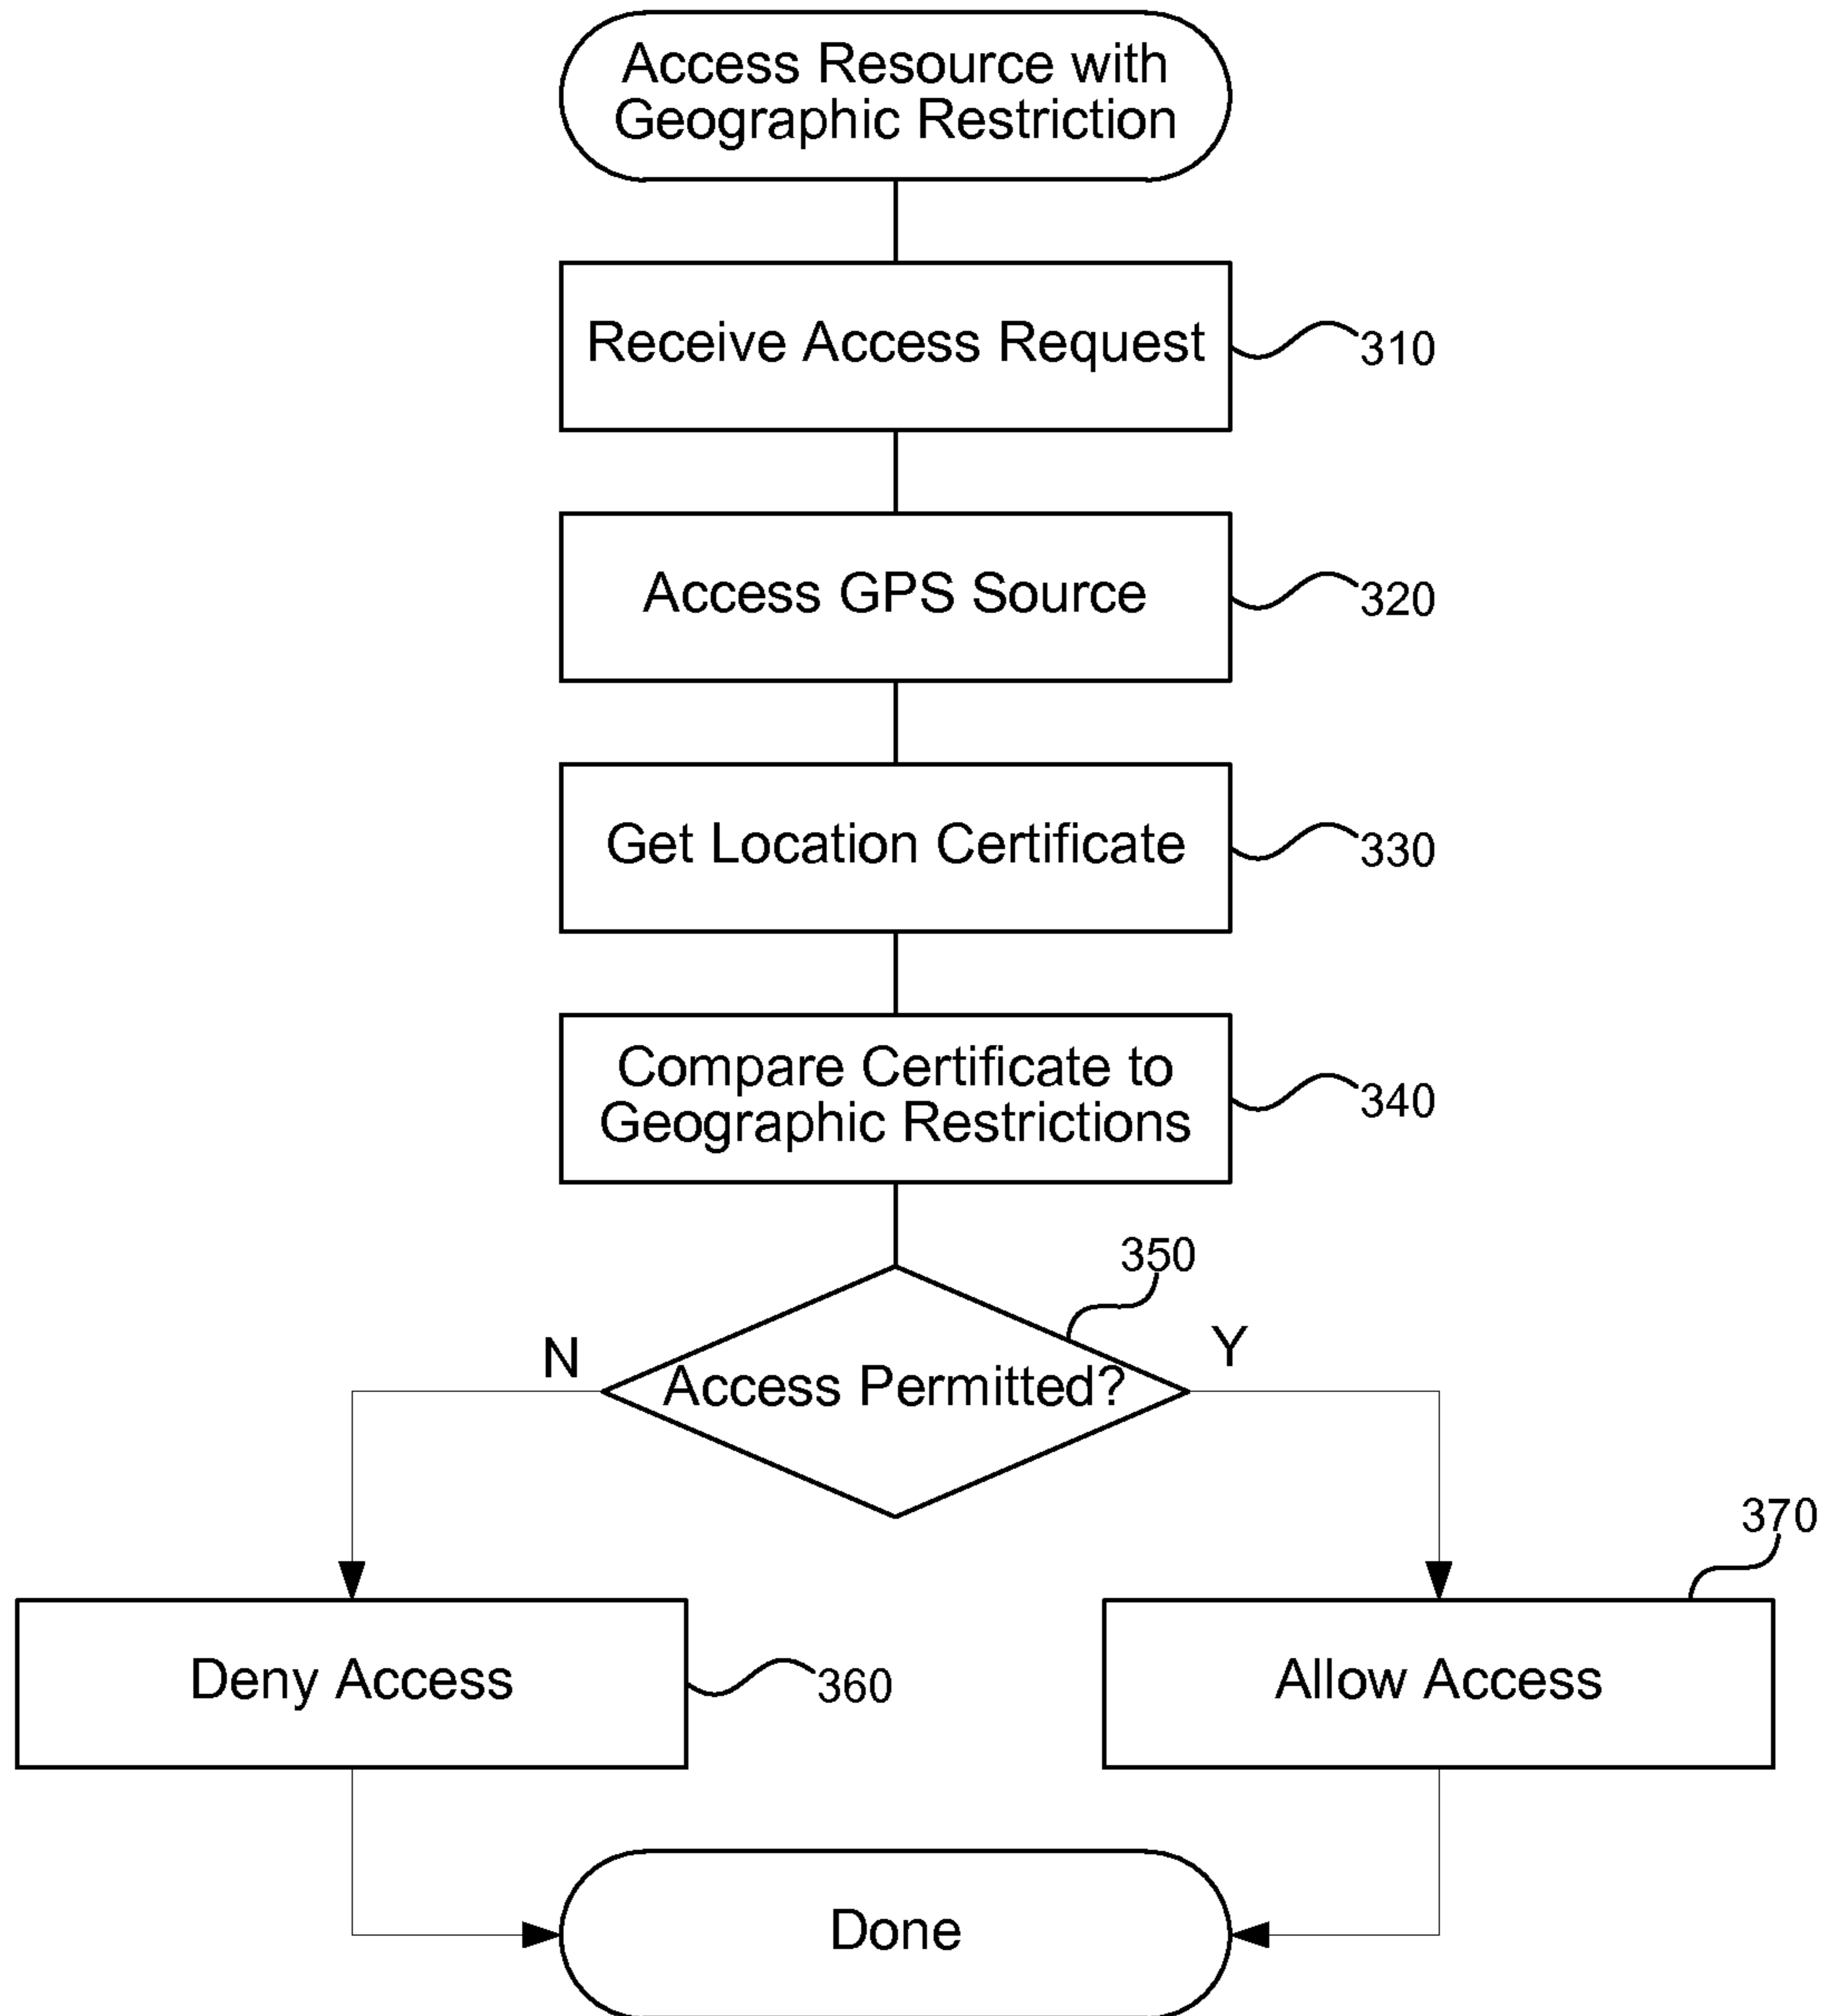 Access Resource with
Geographic Restriction
Receive Access Request
310
Access GPS Source
320
Get Location Certificate
330
Compare Certificate to
Geographic Restrictions
340
350
N
Access Permitted?
Y
370
Deny Access
360
Allow Access
Done